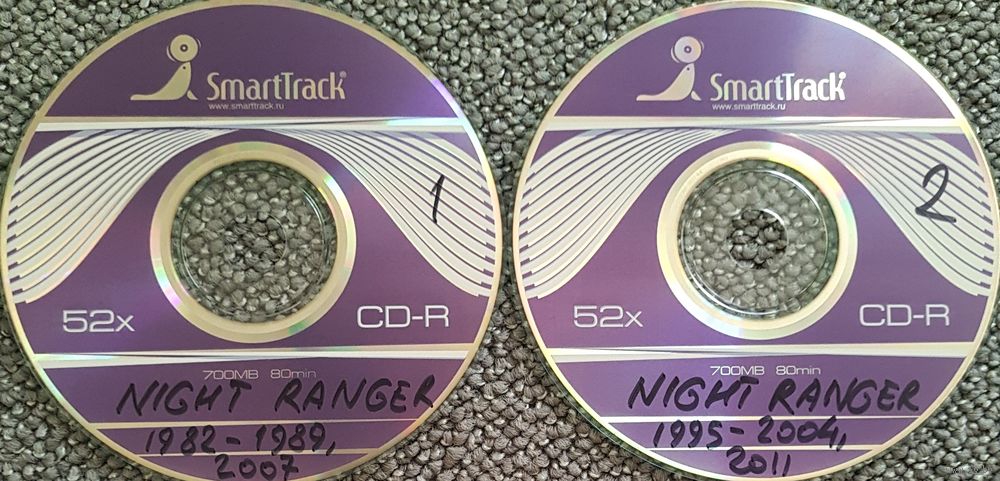 SmartTrack®
www.smarttrack.ru
1
52x
CD-R
700MB 80min
NIGHT RANGER
1982-1989,
2007
SmartTrack®
www.smarttrack.ru
2
52x
CD-R
700MB 80min
NIGHT RANGER
1995-2004,
2011